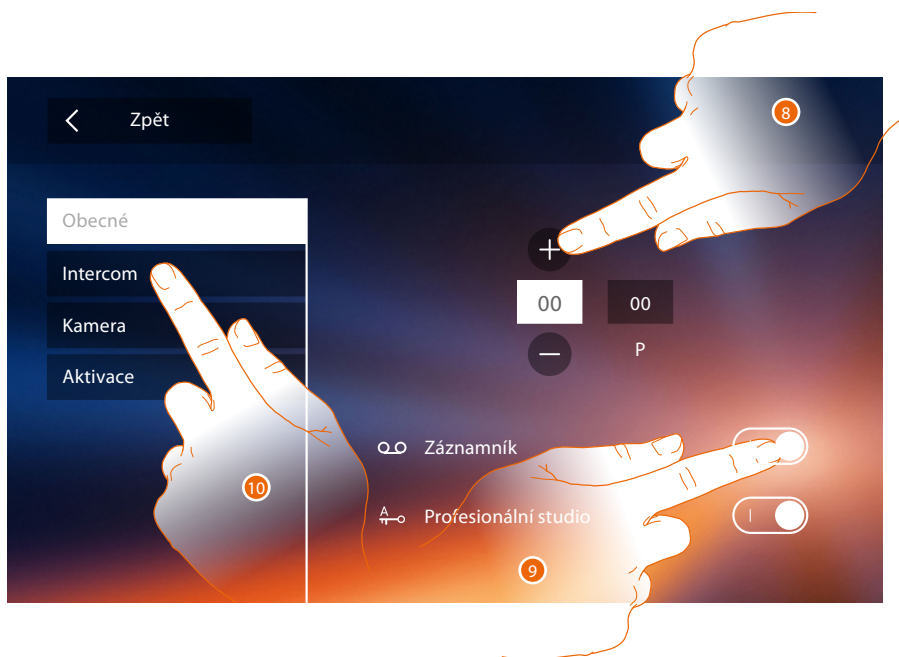 Zpět
8
Obecné
Intercom
Kamera
Aktivace
+
00 00
−
P
Záznamník
10
A
Profesionální studio
9